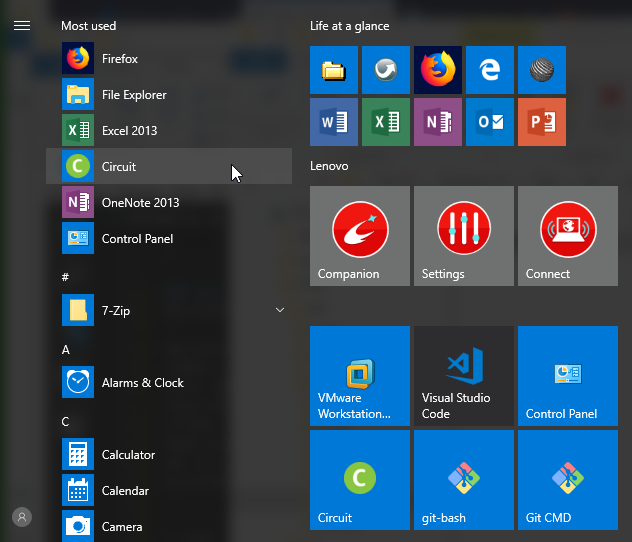 Most used
Firefox
File Explorer
Excel 2013
Circuit
OneNote 2013
Control Panel
#
7-Zip
A
Alarms & Clock
C
Calculator
Calendar
Camera
Life at a glance
Lenovo
Companion
Settings
Connect
VMware
Workstation...
Visual Studio
Code
Control Panel
Circuit
git-bash
Git CMD